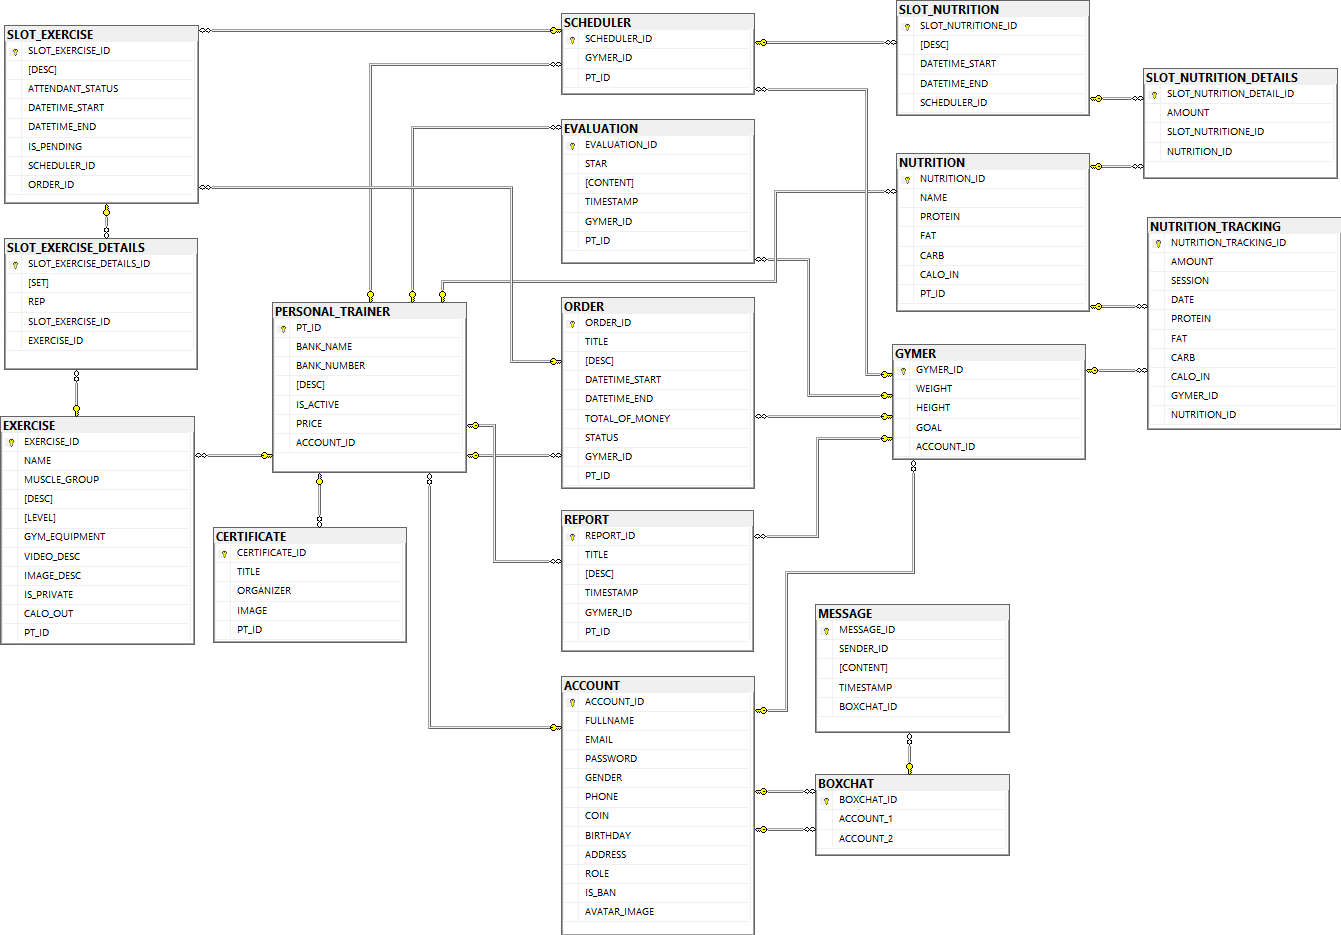 SLOT_EXERCISE
SLOT_EXERCISE_ID
[DESC]
ATTENDANT_STATUS
DATETIME_START
DATETIME_END
IS_PENDING
SCHEDULER_ID
ORDER_ID
SLOT_EXERCISE_DETAILS
SLOT_EXERCISE_DETAILS_ID
[SET]
REP
SLOT_EXERCISE_ID
EXERCISE_ID
EXERCISE
EXERCISE_ID
NAME
MUSCLE_GROUP
[DESC]
[LEVEL]
GYM_EQUIPMENT
VIDEO_DESC
IMAGE_DESC
IS_PRIVATE
CALO_OUT
PT_ID
PERSONAL_TRAINER
PT_ID
BANK_NAME
BANK_NUMBER
[DESC]
IS_ACTIVE
PRICE
ACCOUNT_ID
CERTIFICATE
CERTIFICATE_ID
TITLE
ORGANIZER
IMAGE
PT_ID
SCHEDULER
SCHEDULER_ID
GYMER_ID
PT_ID
EVALUATION
EVALUATION_ID
STAR
[CONTENT]
TIMESTAMP
GYMER_ID
PT_ID
ORDER
ORDER_ID
TITLE
[DESC]
DATETIME_START
DATETIME_END
TOTAL_OF_MONEY
STATUS
GYMER_ID
PT_ID
REPORT
REPORT_ID
TITLE
[DESC]
TIMESTAMP
GYMER_ID
PT_ID
ACCOUNT
ACCOUNT_ID
FULLNAME
EMAIL
PASSWORD
GENDER
PHONE
COIN
BIRTHDAY
ADDRESS
ROLE
IS_BAN
AVATAR_IMAGE
SLOT_NUTRITION
SLOT_NUTRITIONE_ID
[DESC]
DATETIME_START
DATETIME_END
SCHEDULER_ID
NUTRITION
NUTRITION_ID
NAME
PROTEIN
FAT
CARB
CALO_IN
PT_ID
GYMER
GYMER_ID
WEIGHT
HEIGHT
GOAL
ACCOUNT_ID
MESSAGE
MESSAGE_ID
SENDER_ID
[CONTENT]
TIMESTAMP
BOXCHAT_ID
BOXCHAT
BOXCHAT_ID
ACCOUNT_1
ACCOUNT_2
SLOT_NUTRITION_DETAILS
SLOT_NUTRITION_DETAIL_ID
AMOUNT
SLOT_NUTRITIONE_ID
NUTRITION_ID
NUTRITION_TRACKING
NUTRITION_TRACKING_ID
AMOUNT
SESSION
DATE
PROTEIN
FAT
CARB
CALO_IN
GYMER_ID
NUTRITION_ID